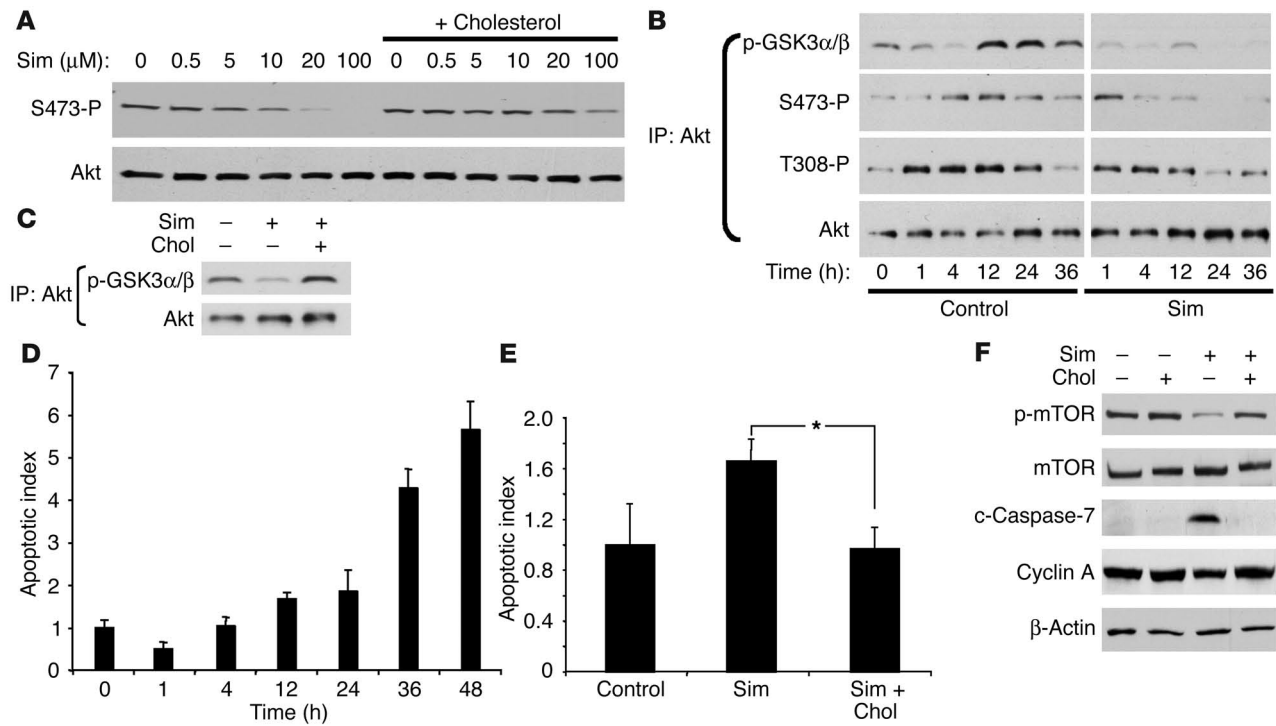 A
+ Cholesterol
Sim (μM): 0 0.5 5 10 20 100 0 0.5 5 10 20 100
S473-P
Akt
B
p-GSK3α/β
S473-P
IP: Akt
T308-P
Akt
Time (h): 0 1 4 12 24 36 1 4 12 24 36
Control Sim
C
Sim – + +
Chol – – +
p-GSK3α/β
IP: Akt
Akt
D
Apoptotic index
7
6
5
4
3
2
1
0
0 1 4 12 24 36 48
Time (h)
E
Apoptotic index
2.0
1.6
1.2
0.8
0.4
0
*
Control Sim Sim +
Chol
F
Sim – – + +
Chol – + – +
p-mTOR
mTOR
c-Caspase-7
Cyclin A
β-Actin